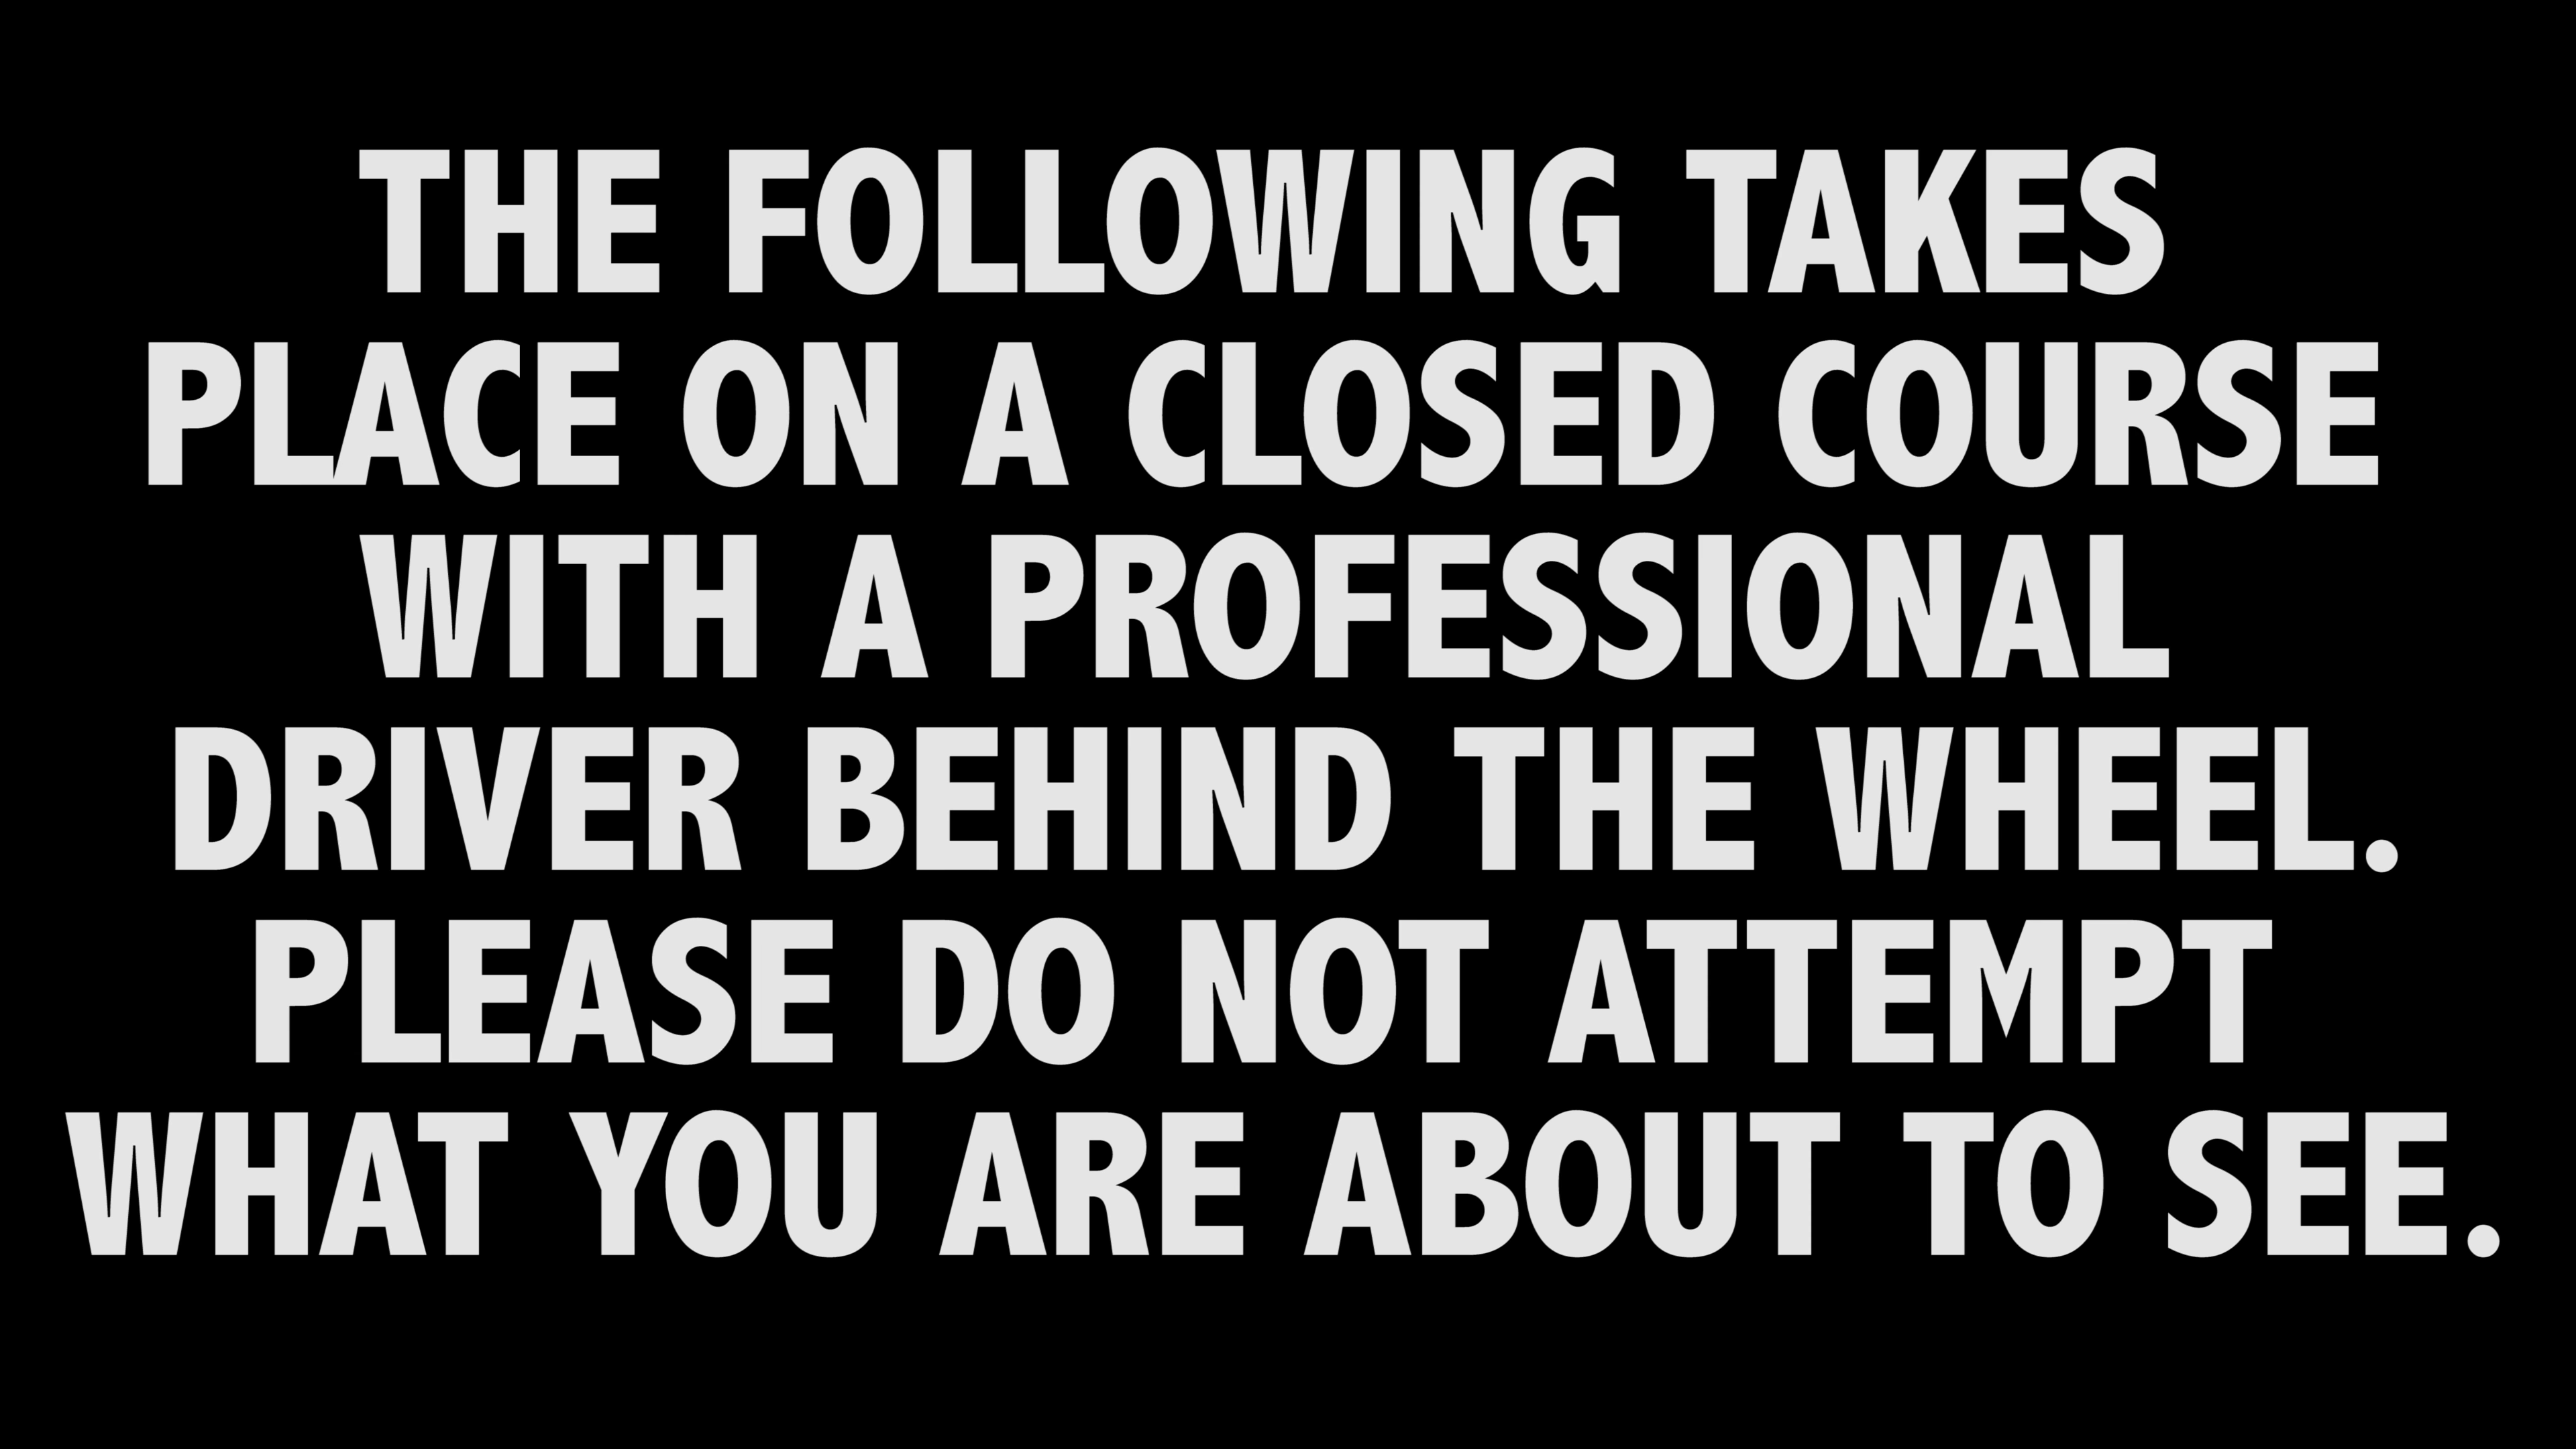 THE FOLLOWING TAKES
PLACE ON A CLOSED COURSE
WITH A PROFESSIONAL
DRIVER BEHIND THE WHEEL.
PLEASE DO NOT ATTEMPT
WHAT YOU ARE ABOUT TO SEE.